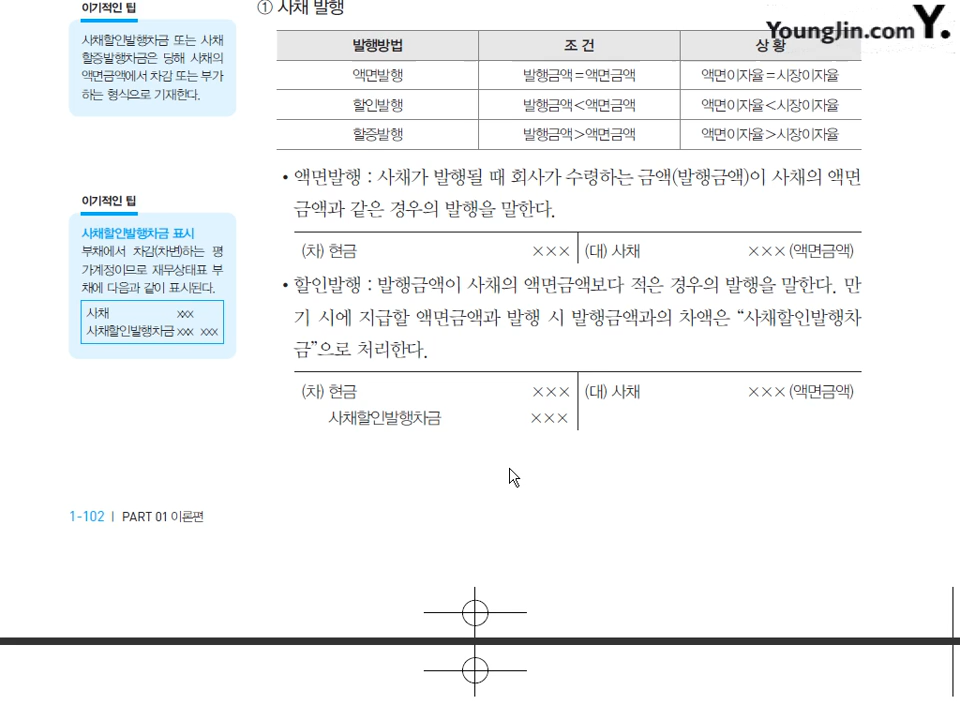 이기적인 팁
사채할인발행차금 또는 사채
할증발행차금은 당해 사채의
액면금액에서 차감 또는 부가
하는 형식으로 기재한다.
이기적인 팁
사채할인발행차금 표시
부채에서 차감(차변)하는 평
가계정이므로 재무상태표 부
채에 다음과 같이 표시된다.
사채 ×××
사채할인발행차금 ××× ×××
① 사채 발행
YoungJin.com Y.
발행방법 조 건 상 황
액면발행 발행금액=액면금액 액면이자율=시장이자율
할인발행 발행금액<액면금액 액면이자율<시장이자율
할증발행 발행금액>액면금액 액면이자율>시장이자율
• 액면발행 : 사채가 발행될 때 회사가 수령하는 금액(발행금액)이 사채의 액면
금액과 같은 경우의 발행을 말한다.
(차) 현금 ××× (대) 사채 ×××(액면금액)
• 할인발행 : 발행금액이 사채의 액면금액보다 적은 경우의 발행을 말한다. 만
기 시에 지급할 액면금액과 발행 시 발행금액과의 차액은 “사채할인발행차
금”으로 처리한다.
(차) 현금 ××× (대) 사채 ×××(액면금액)
사채할인발행차금 ×××
1-102 | PART 01 이론편